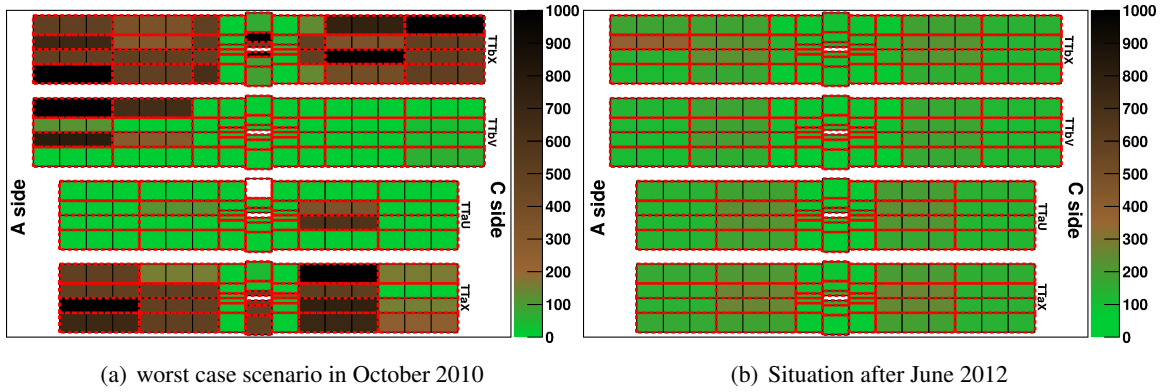 A side
TTbX
TTbV
TTaU
TTaX
C side
1000
900
800
700
600
500
400
300
200
100
0
A side
TTbX
TTbV
TTaU
TTaX
C side
1000
900
800
700
600
500
400
300
200
100
0
(a) worst case scenario in October 2010
(b) Situation after June 2012